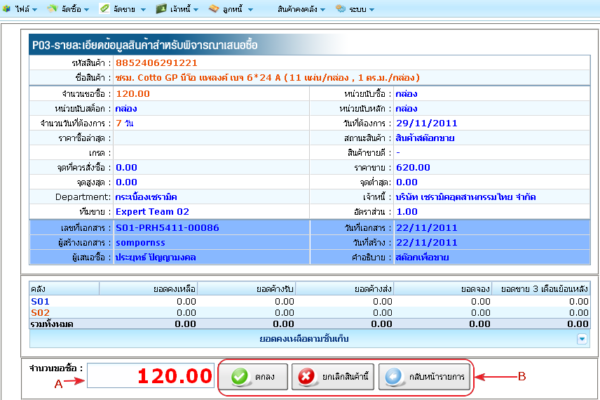 ไฟล์ จัดซื้อ จัดขาย เจ้าหนี้ ลูกหนี้ สินค้าคงคลัง ระบบ
P03-รายละเอียดข้อมูลสินค้าสำหรับพิจารณาเสนอซื้อ
รหัสสินค้า : 8852406291221
ชื่อสินค้า : ชรม. Cotto GP นีโอ แพลงค์ เบจ 6*24 A (11 แผ่น/กล่อง , 1 ตร.ม./กล่อง)
จำนวนขอซื้อ : 120.00 หน่วยนับซื้อ : กล่อง
หน่วยนับสต็อก : กล่อง หน่วยนับหลัก : กล่อง
จำนวนวันที่ต้องการ : 7 วัน วันที่ต้องการ : 29/11/2011
ราคาซื้อล่าสุด : สถานะสินค้า : สินค้าสต๊อกขาย
เกรด : สินค้าขายดี : -
จุดที่ควรสั่งซื้อ : 0.00 ราคาขาย : 620.00
จุดสูงสุด : 0.00 จุดต่ำสุด: 0.00
Department: กระเบื้องเซรามิค เจ้าหนี้ : บริษัท เซรามิคอุตสาหกรรมไทย จำกัด
ทีมขาย : Expert Team 02 อัตราส่วน : 1.00
เลขที่เอกสาร : S01-PRH5411-00086 วันที่เอกสาร : 22/11/2011
ผู้สร้างเอกสาร : sompornss วันที่สร้าง : 22/11/2011
ผู้เสนอซื้อ : ประยุทธ์ ปัญญามงคล คำอธิบาย : สต๊อกเพื่อขาย
คลัง ยอดคงเหลือ ยอดค้างรับ ยอดค้างส่ง ยอดจอง ยอดขาย 3 เดือนย้อนหลัง
S01 0.00 0.00 0.00 0.00 0.00
S02 0.00 0.00 0.00 0.00 0.00
รวมทั้งหมด 0.00 0.00 0.00 0.00 0.00
ยอดคงเหลือตามชั้นเก็บ
จำนวนขอซื้อ : 120.00 ตกลง ยกเลิกสินค้านี้ กลับหน้ารายการ
A B